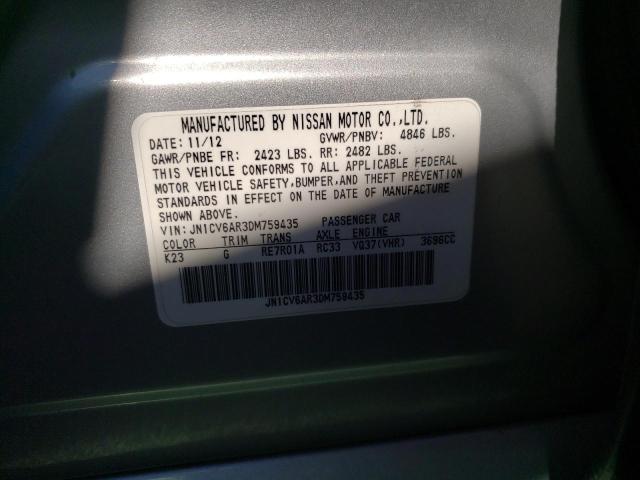 MANUFACTURED BY NISSAN MOTOR CO.,LTD.
DATE: 11/12 GVWR/PNBV: 4846 LBS.
GAWR/PNBE FR: 2423 LBS. RR: 2482 LBS.
THIS VEHICLE CONFORMS TO ALL APPLICABLE FEDERAL
MOTOR VEHICLE SAFETY,BUMPER,AND THEFT PREVENTION
STANDARDS IN EFFECT ON THE DATE OF MANUFACTURE
SHOWN ABOVE.
VIN: JN1CV6AR3DM759435 PASSENGER CAR
COLOR TRIM TRANS AXLE ENGINE
K23 G RE7R01A RC33 VQ37(VHR) 3696CC
JN1CV6AR3DM759435